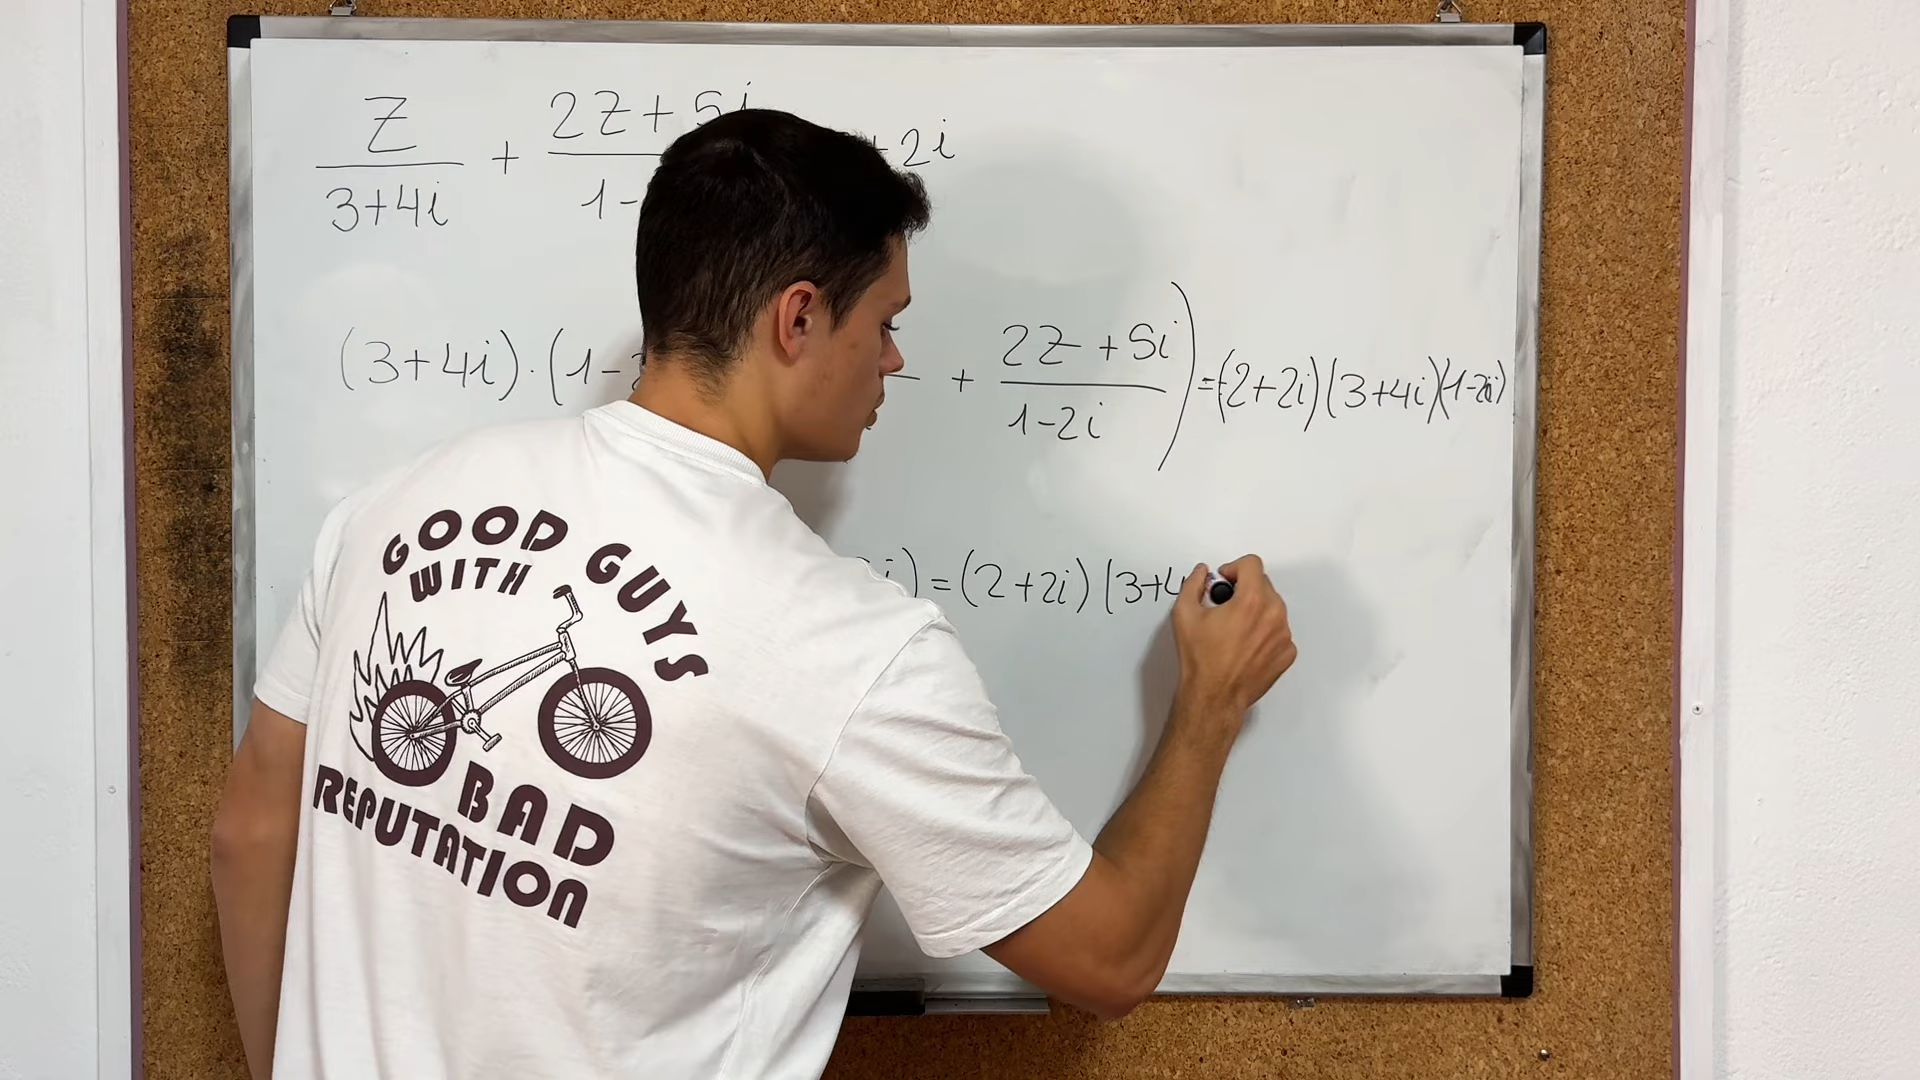 z/(3+4i) + (2z+5i)/(1- +2i
(3+4i)·(1- + (2z+5i)/(1-2i)) =(2+2i)(3+4i)(1-2i)
i)=(2+2i)(3+4
GOOD GUYS
WITH
BAD
REPUTATION